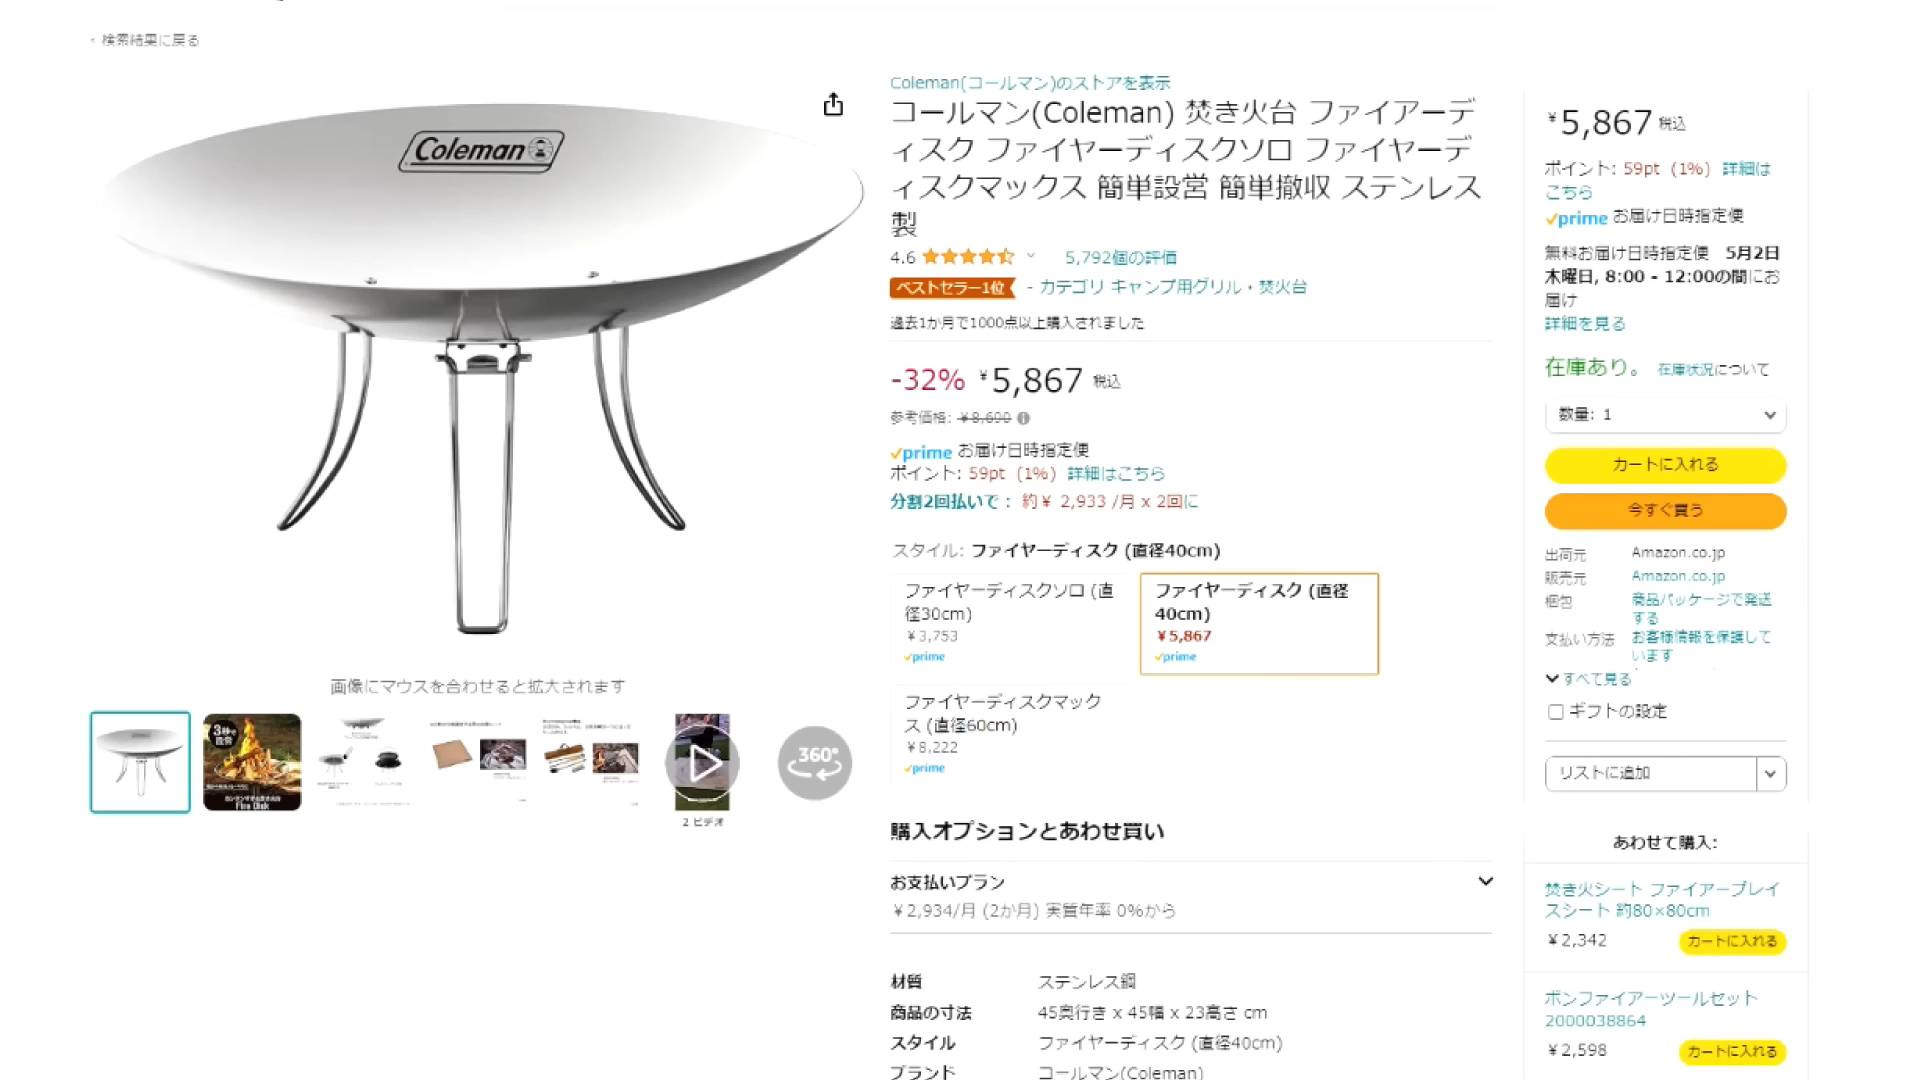 ‹ 検索結果に戻る
Coleman
画像にマウスを合わせると拡大されます
3秒で
設営
Fire Disk
2 ビデオ
360°
Coleman(コールマン)のストアを表示
コールマン(Coleman) 焚き火台 ファイアーデ
ィスク ファイヤーディスクソロ ファイヤーデ
ィスクマックス 簡単設営 簡単撤収 ステンレス
製
4.6 5,792個の評価
ベストセラー1位 - カテゴリ キャンプ用グリル・焚火台
過去1か月で1000点以上購入されました
-32% ¥5,867 税込
参考価格: ¥8,690
prime お届け日時指定便
ポイント: 59pt (1%) 詳細はこちら
分割2回払いで： 約¥ 2,933 /月 x 2回に
スタイル: ファイヤーディスク (直径40cm)
ファイヤーディスクソロ (直
径30cm)
¥3,753
prime
ファイヤーディスク (直径
40cm)
¥5,867
prime
ファイヤーディスクマック
ス (直径60cm)
¥8,222
prime
購入オプションとあわせ買い
お支払いプラン
¥2,934/月 (2か月) 実質年率 0%から
材質 ステンレス鋼
商品の寸法 45奥行き x 45幅 x 23高さ cm
スタイル ファイヤーディスク (直径40cm)
ブランド コールマン(Coleman)
¥5,867 税込
ポイント: 59pt (1%) 詳細は
こちら
prime お届け日時指定便
無料お届け日時指定便 5月2日
木曜日, 8:00 - 12:00の間にお
届け
詳細を見る
在庫あり。 在庫状況について
数量: 1
カートに入れる
今すぐ買う
出荷元 Amazon.co.jp
販売元 Amazon.co.jp
梱包 商品パッケージで発送
する
支払い方法 お客様情報を保護して
います
すべて見る
ギフトの設定
リストに追加
あわせて購入:
焚き火シート ファイアープレイ
スシート 約80×80cm
¥2,342 カートに入れる
ボンファイアーツールセット
2000038864
¥2,598 カートに入れる